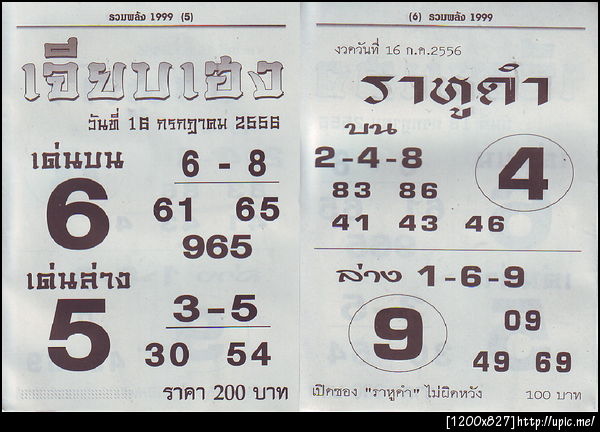 รวมพลัง 1999 (5)
เจียบเฮง
วันที่ 16 กรกฎาคม 2556
เด่นบน
6 - 8
6
61 65
965
เด่นล่าง
3-5
5
30 54
ราคา 200 บาท
(6) รวมพลัง 1999
งวดวันที่ 16 ก.ค.2556
ราหูดำ
บน
2-4-8
4
83 86
41 43 46
ล่าง 1-6-9
9
09
49 69
เปิดซอง "ราหูดำ" ไม่ผิดหวัง 100 บาท
[1200x827]http://upic.me/